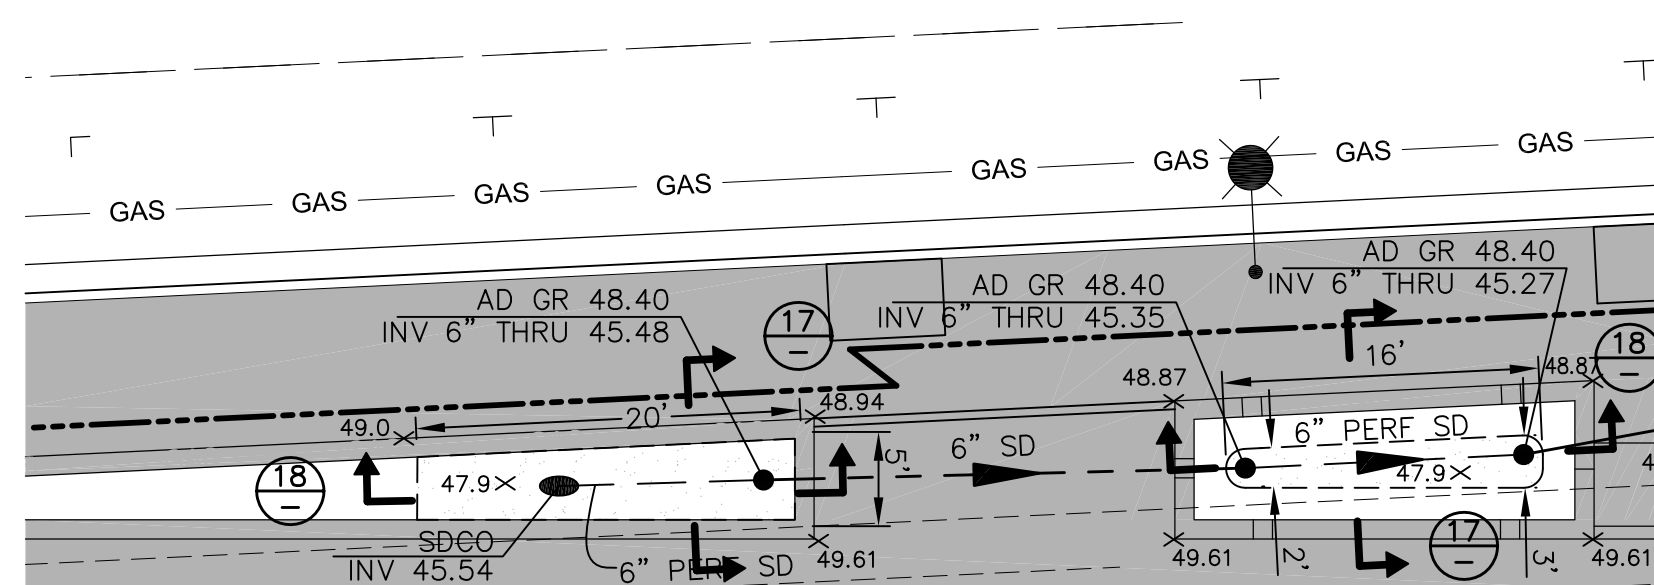 GAS GAS GAS GAS GAS GAS GAS GAS
AD GR 48.40
INV 6" THRU 45.48
17
–
AD GR 48.40
INV 6" THRU 45.35
AD GR 48.40
INV 6" THRU 45.27
16'
18
–
48.87
48.87
48.94
20'
49.0
6" SD
5'
6" PERF SD
47.9
47.9
18
–
SDCO
INV 45.54
6" PERF SD
49.61
49.61
2'
17
–
3'
49.61
4